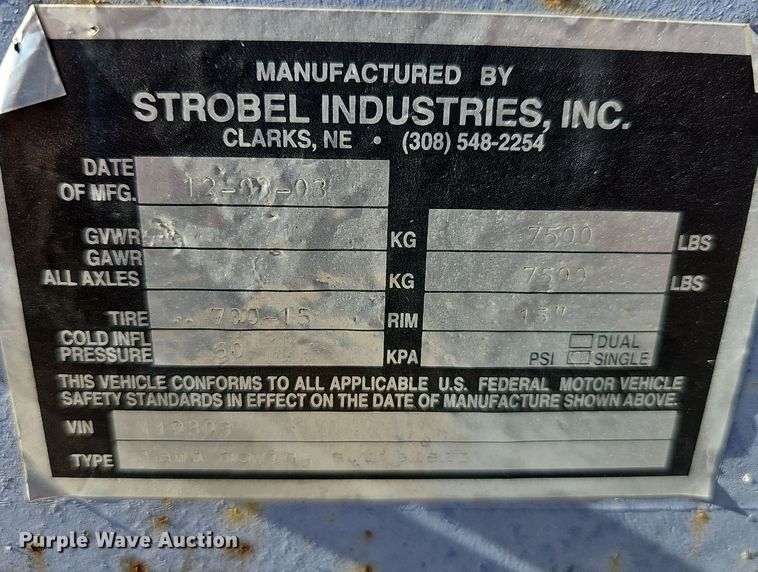 MANUFACTURED BY
STROBEL INDUSTRIES, INC.
CLARKS, NE • (308) 548-2254
DATE OF MFG. 12-
GVWR KG 7500 LBS
GAWR ALL AXLES KG 7500 LBS
TIRE 700-15 RIM 15"
COLD INFL PRESSURE KPA PSI DUAL SINGLE
THIS VEHICLE CONFORMS TO ALL APPLICABLE U.S. FEDERAL MOTOR VEHICLE
SAFETY STANDARDS IN EFFECT ON THE DATE OF MANUFACTURE SHOWN ABOVE.
VIN
TYPE
Purple Wave Auction